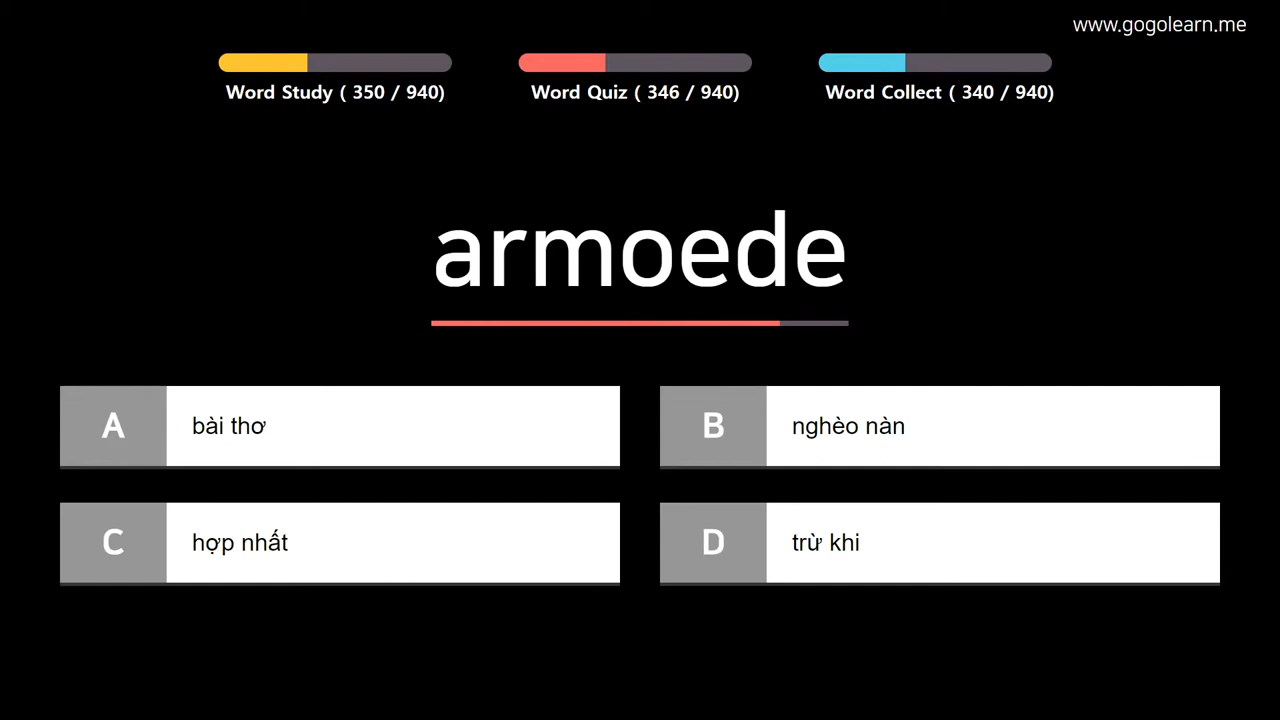 www.gogolearn.me
Word Study ( 350 / 940)
Word Quiz ( 346 / 940)
Word Collect ( 340 / 940)
armoede
A
bài thơ
B
nghèo nàn
C
hợp nhất
D
trừ khi